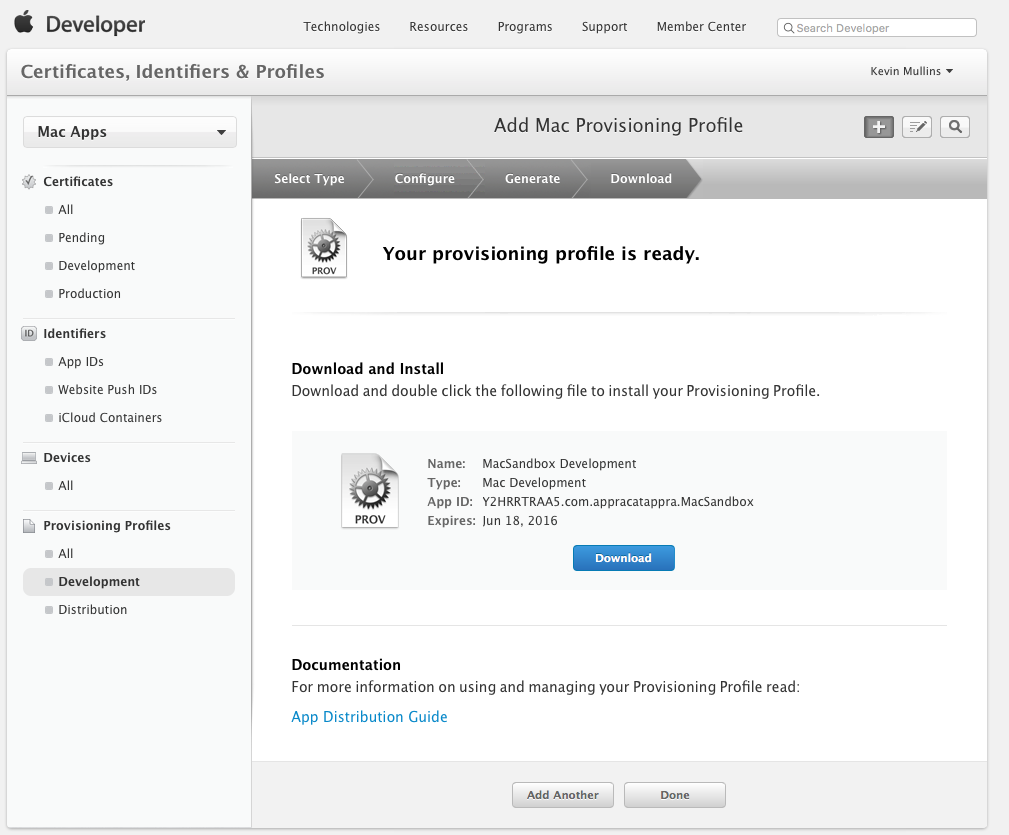 Developer
Technologies Resources Programs Support Member Center Search Developer
Certificates, Identifiers & Profiles
Kevin Mullins
Mac Apps
Add Mac Provisioning Profile
Select Type Configure Generate Download
Certificates
All
Pending
Development
Production
ID Identifiers
App IDs
Website Push IDs
iCloud Containers
Devices
All
Provisioning Profiles
All
Development
Distribution
PROV
Your provisioning profile is ready.
Download and Install
Download and double click the following file to install your Provisioning Profile.
PROV
Name: MacSandbox Development
Type: Mac Development
App ID: Y2HRRTRAA5.com.appracatappra.MacSandbox
Expires: Jun 18, 2016
Download
Documentation
For more information on using and managing your Provisioning Profile read:
App Distribution Guide
Add Another Done